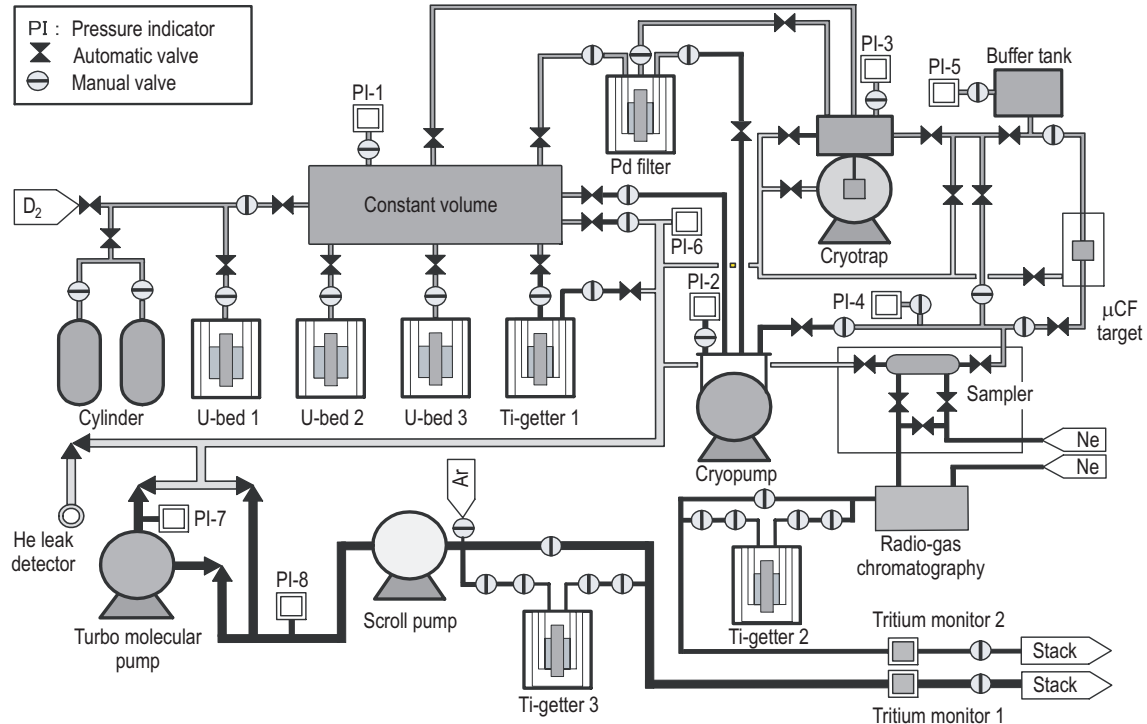 PI : Pressure indicator
Automatic valve
Manual valve
PI-1
PI-3
PI-5
Buffer tank
Pd filter
D2
Constant volume
PI-6
Cryotrap
PI-2
PI-4
μCF
target
Cylinder
U-bed 1
U-bed 2
U-bed 3
Ti-getter 1
Sampler
Cryopump
Ne
Ne
Ar
PI-7
He leak
detector
PI-8
Radio-gas
chromatography
Turbo molecular
pump
Scroll pump
Ti-getter 2
Tritium monitor 2
Stack
Ti-getter 3
Stack
Tritium monitor 1